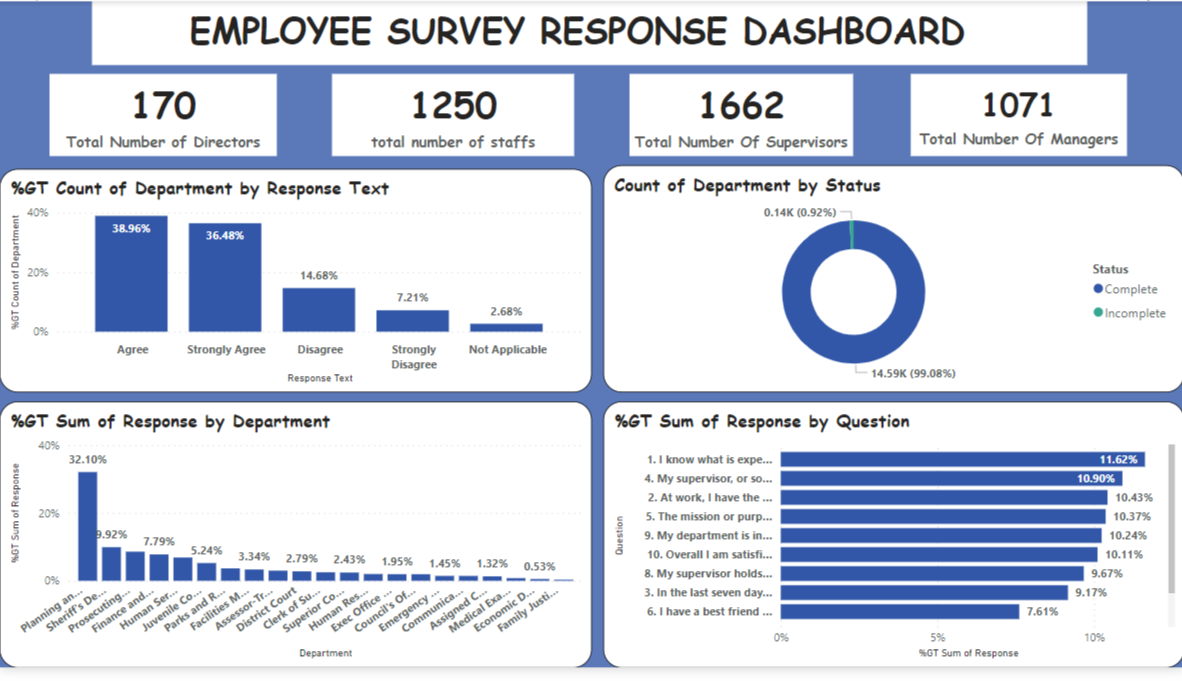 EMPLOYEE SURVEY RESPONSE DASHBOARD
170
Total Number of Directors
1250
total number of staffs
1662
Total Number Of Supervisors
1071
Total Number Of Managers
%GT Count of Department by Response Text
%GT Count of Department
40%
20%
0%
38.96%
36.48%
14.68%
7.21%
2.68%
Agree
Strongly Agree
Disagree
Strongly
Disagree
Not Applicable
Response Text
Count of Department by Status
0.14K (0.92%)
14.59K (99.08%)
Status
Complete
Incomplete
%GT Sum of Response by Department
%GT Sum of Response
40%
20%
0%
32.10%
9.92%
7.79%
5.24%
3.34%
2.79%
2.43%
1.95%
1.45%
1.32%
0.53%
Planning an...
Sheriff's De...
Prosecuting...
Finance and...
Human Ser...
Juvenile Co...
Parks and R...
Facilities M...
Assessor-Tr...
District Court
Clerk of Su...
Superior Co...
Human Res...
Exec Office ...
Council's Of...
Emergency ...
Communica...
Assigned C...
Medical Exa...
Economic D...
Family Justi...
Department
%GT Sum of Response by Question
Question
1. I know what is expe... 11.62%
4. My supervisor, or so... 10.90%
2. At work, I have the ... 10.43%
5. The mission or purp... 10.37%
9. My department is in... 10.24%
10. Overall I am satisfi... 10.11%
8. My supervisor holds... 9.67%
3. In the last seven day... 9.17%
6. I have a best friend ... 7.61%
0% 5% 10%
%GT Sum of Response